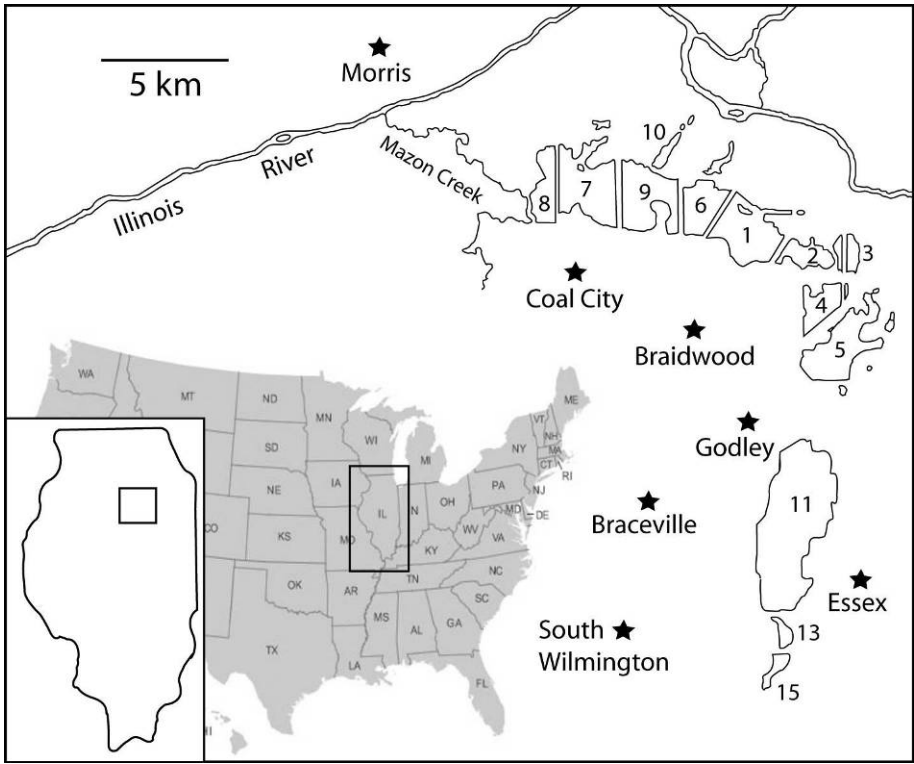 5 km
Morris
Illinois
River
Mazon Creek
10
8
7
9
6
1
2
3
4
5
Coal City
Braidwood
Godley
11
Braceville
Essex
South
Wilmington
13
15
WA
MT
ND
MN
ME
SD
WI
VT
NH
NY
MA
MI
CT
RI
IA
PA
NE
NJ
IL
IN
OH
MD
DE
CO
WV
KS
MO
VA
KY
NC
OK
TN
AR
SC
MS
AL
GA
TX
LA
FL
HI